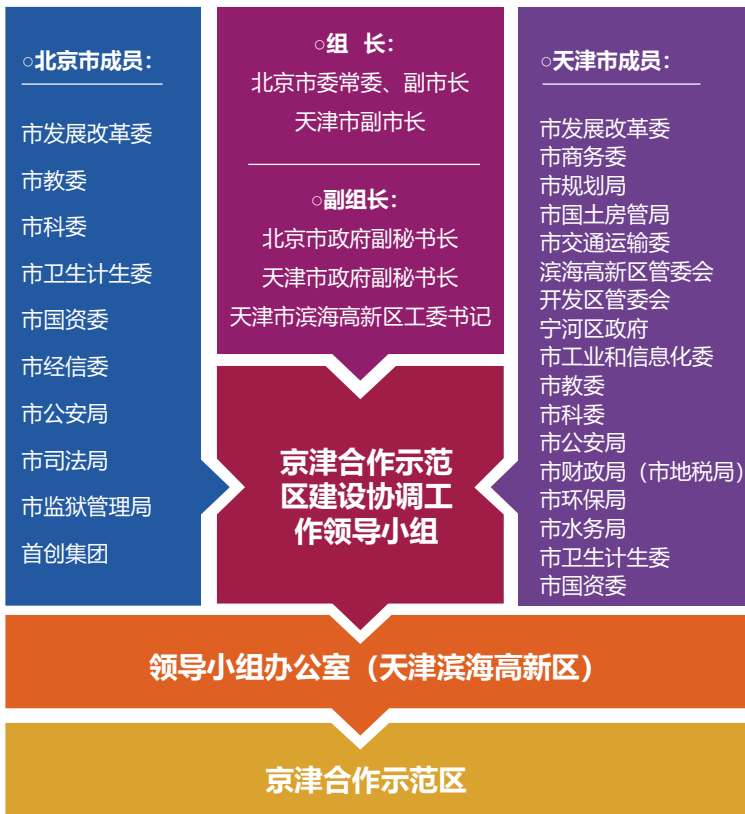 ○北京市成员：
市发展改革委
市教委
市科委
市卫生计生委
市国资委
市经信委
市公安局
市司法局
市监狱管理局
首创集团
○组 长：
北京市委常委、副市长
天津市副市长
○副组长：
北京市政府副秘书长
天津市政府副秘书长
天津市滨海高新区工委书记
京津合作示范
区建设协调工
作领导小组
○天津市成员：
市发展改革委
市商务委
市规划局
市国土房管局
市交通运输委
滨海高新区管委会
开发区管委会
宁河区政府
市工业和信息化委
市教委
市科委
市公安局
市财政局（市地税局）
市环保局
市水务局
市卫生计生委
市国资委
领导小组办公室（天津滨海高新区）
京津合作示范区